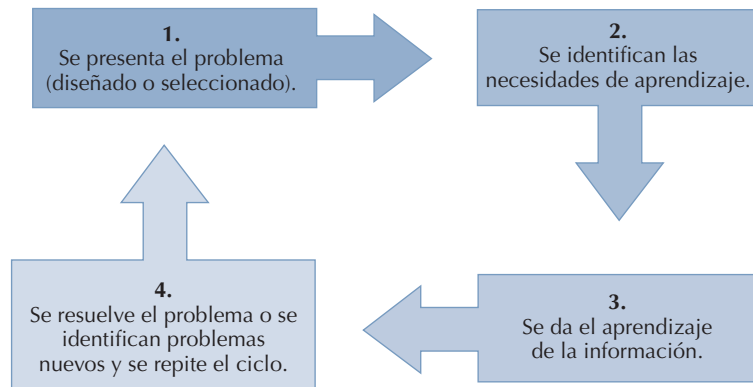 1.
Se presenta el problema
(diseñado o seleccionado).
2.
Se identifican las
necesidades de aprendizaje.
3.
Se da el aprendizaje
de la información.
4.
Se resuelve el problema o se
identifican problemas
nuevos y se repite el ciclo.